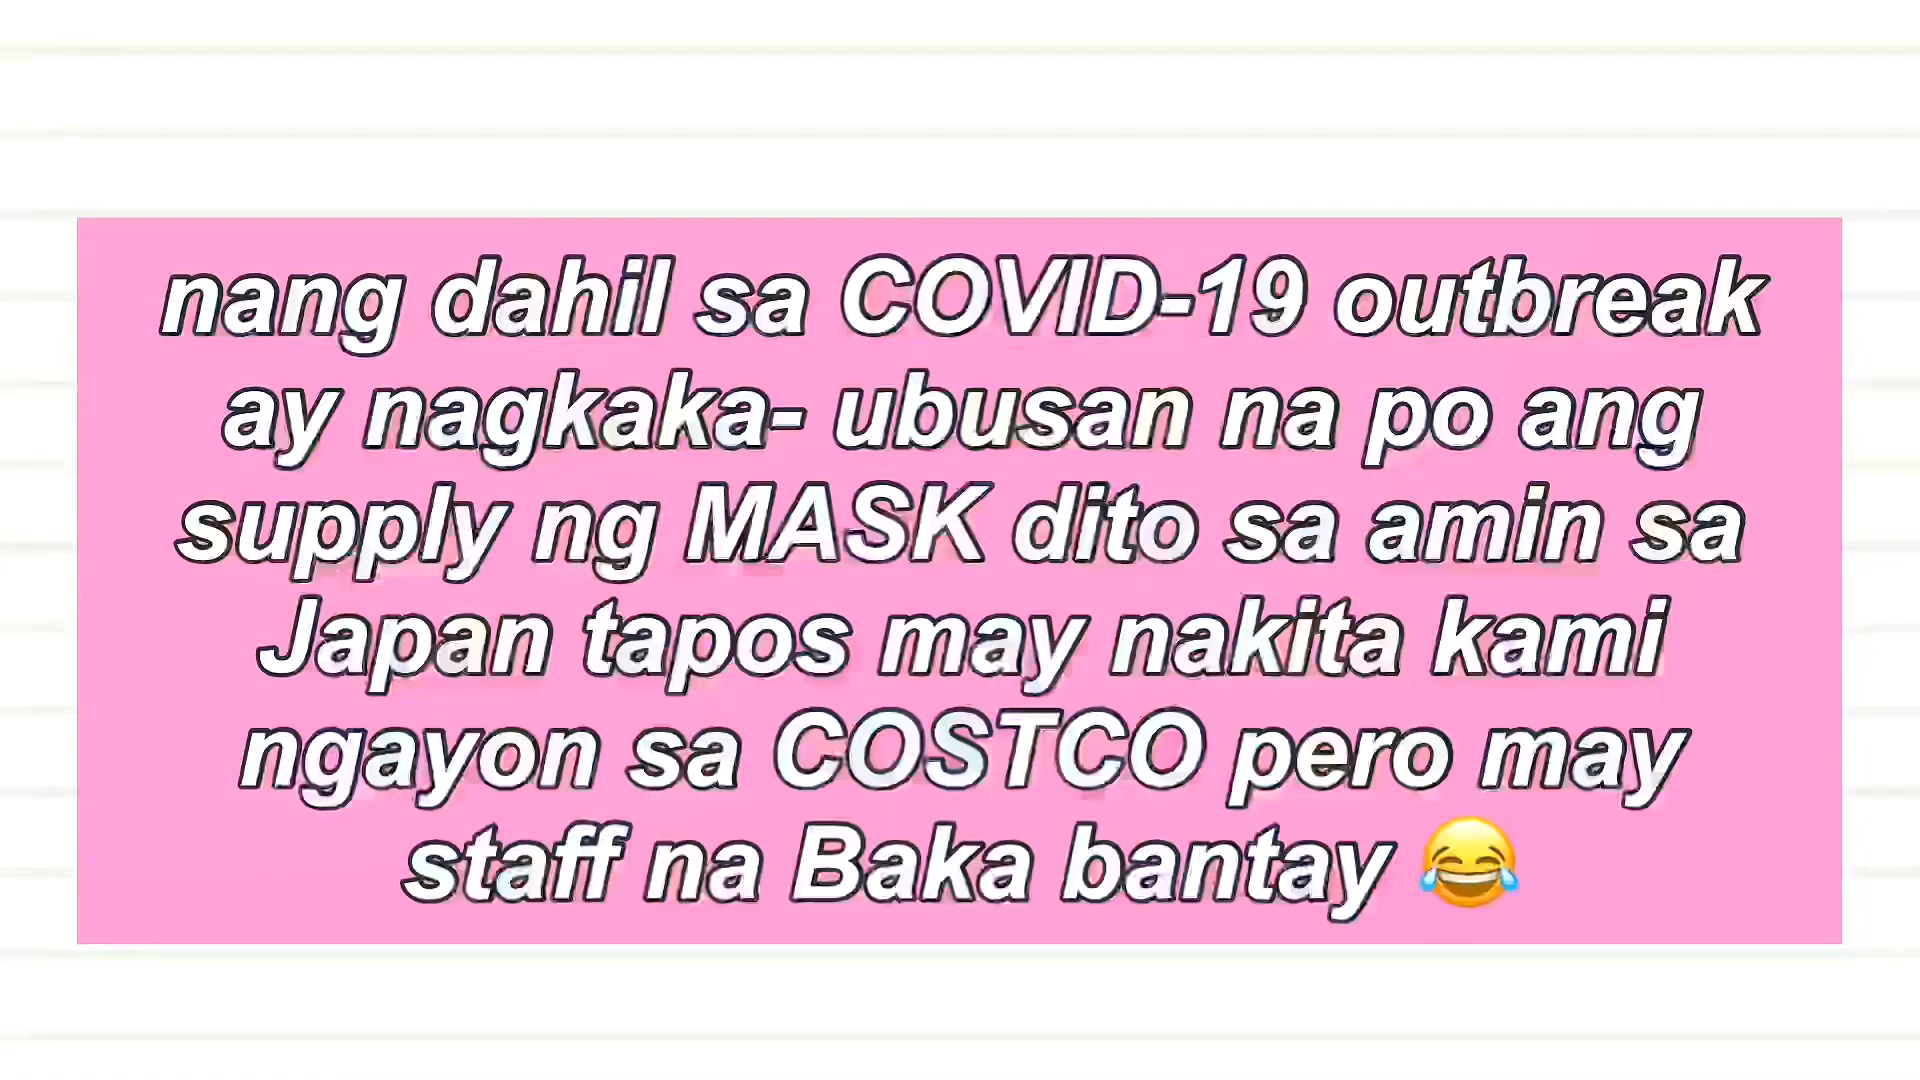 nang dahil sa COVID-19 outbreak
ay nagkaka- ubusan na po ang
supply ng MASK dito sa amin sa
Japan tapos may nakita kami
ngayon sa COSTCO pero may
staff na Baka bantay 😂